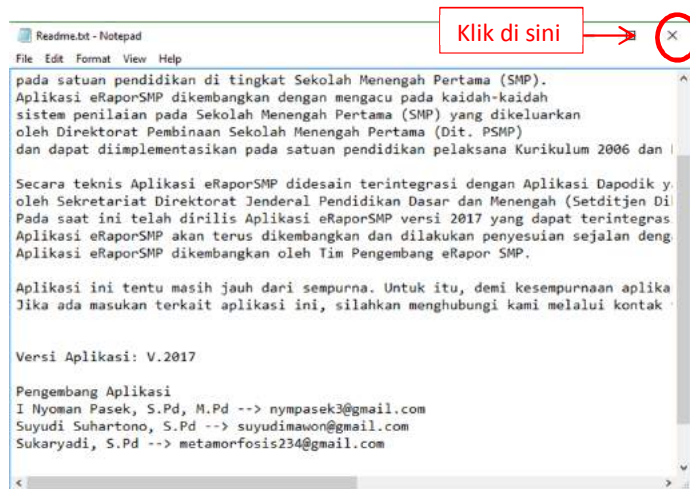 Readme.txt - Notepad
Klik di sini
File Edit Format View Help
pada satuan pendidikan di tingkat Sekolah Menengah Pertama (SMP).
Aplikasi eRaporSMP dikembangkan dengan mengacu pada kaidah-kaidah
sistem penilaian pada Sekolah Menengah Pertama (SMP) yang dikeluarkan
oleh Direktorat Pembinaan Sekolah Menengah Pertama (Dit. PSMP)
dan dapat diimplementasikan pada satuan pendidikan pelaksana Kurikulum 2006 dan
Secara teknis Aplikasi eRaporSMP didesain terintegrasi dengan Aplikasi Dapodik y
oleh Sekretariat Direktorat Jenderal Pendidikan Dasar dan Menengah (Setditjen Di
Pada saat ini telah dirilis Aplikasi eRaporSMP versi 2017 yang dapat terintegras
Aplikasi eRaporSMP akan terus dikembangkan dan dilakukan penyesuian sejalan deng
Aplikasi eRaporSMP dikembangkan oleh Tim Pengembang eRapor SMP.
Aplikasi ini tentu masih jauh dari sempurna. Untuk itu, demi kesempurnaan aplika
Jika ada masukan terkait aplikasi ini, silahkan menghubungi kami melalui kontak
Versi Aplikasi: V.2017
Pengembang Aplikasi
I Nyoman Pasek, S.Pd, M.Pd --> nympasek3@gmail.com
Suyudi Suhartono, S.Pd --> suyudimawon@gmail.com
Sukaryadi, S.Pd --> metamorfosis234@gmail.com